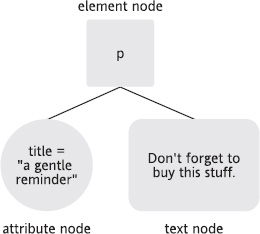 element node
p
title =
"a gentle
reminder"
Don't forget to
buy this stuff.
attribute node
text node